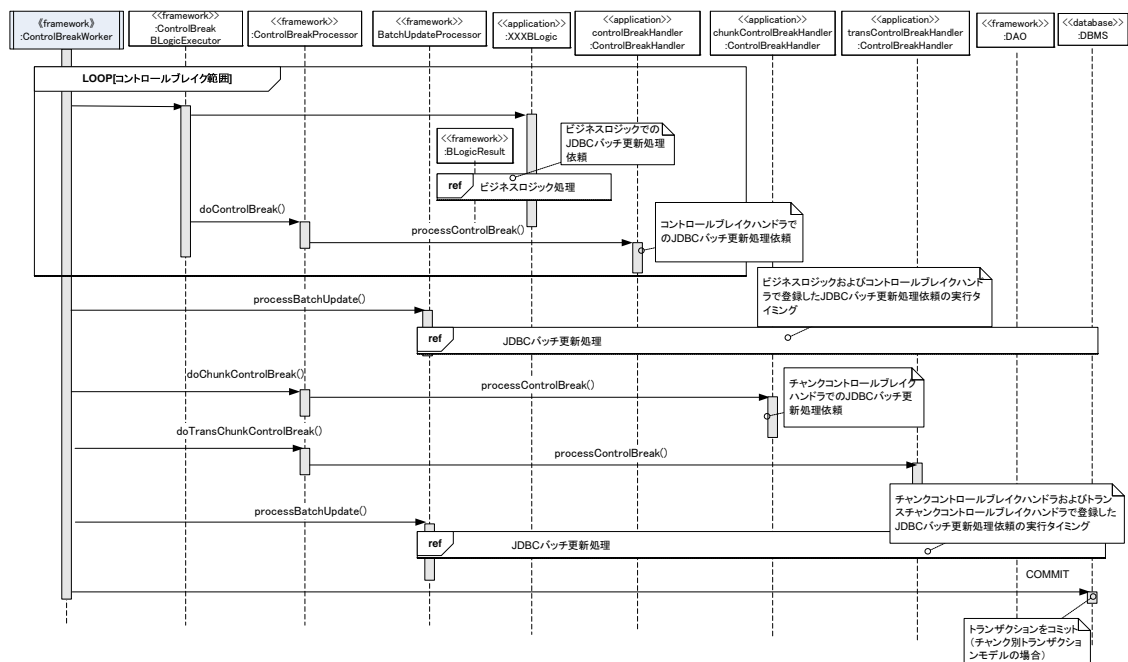 <<framework>>
:ControlBreakWorker
<<framework>>
:ControlBreak
BLogicExecutor
<<framework>>
:ControlBreakProcessor
<<framework>>
BatchUpdateProcessor
<<application>>
:XXXBLogic
<<application>>
controlBreakHandler
:ControlBreakHandler
<<application>>
chunkControlBreakHandler
:ControlBreakHandler
<<application>>
transControlBreakHandler
:ControlBreakHandler
<<framework>>
:DAO
<<database>>
:DBMS
LOOP[コントロールブレイク範囲]
<<framework>>
:BLogicResult
ビジネスロジックでの
JDBCバッチ更新処理
依頼
ref ビジネスロジック処理
doControlBreak()
processControlBreak()
コントロールブレイクハンドラで
のJDBCバッチ更新処理依頼
processBatchUpdate()
ビジネスロジックおよびコントロールブレイクハンド
ラで登録したJDBCバッチ更新処理依頼の実行タ
イミング
ref JDBCバッチ更新処理
doChunkControlBreak()
processControlBreak()
チャンクコントロールブレイク
ハンドラでのJDBCバッチ更
新処理依頼
doTransChunkControlBreak()
processControlBreak()
processBatchUpdate()
チャンクコントロールブレイクハンドラおよびトラン
スチャンクコントロールブレイクハンドラで登録した
JDBCバッチ更新処理依頼の実行タイミング
ref JDBCバッチ更新処理
COMMIT
トランザクションをコミット
(チャンク別トランザクショ
ンモデルの場合)